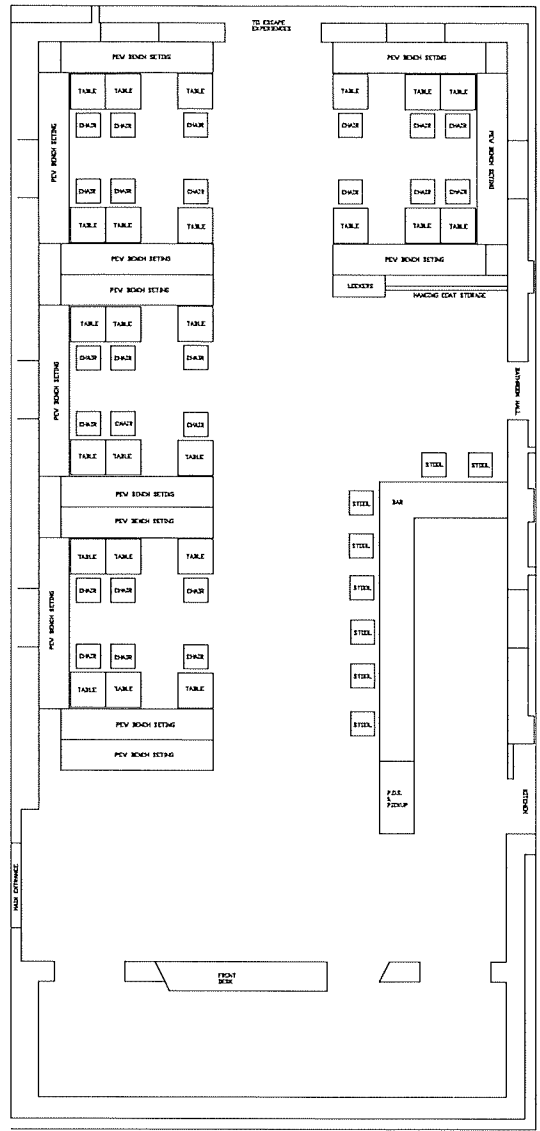 TO ESCAPE
EXPERIENCES
PEW BENCH SETING
PEW BENCH SETING
TABLE TABLE TABLE
TABLE TABLE TABLE
CHAIR CHAIR CHAIR
CHAIR CHAIR CHAIR
PEW BENCH SETING
PEW BENCH SETING
CHAIR CHAIR CHAIR
CHAIR CHAIR CHAIR
TABLE TABLE TABLE
TABLE TABLE TABLE
PEW BENCH SETING
PEW BENCH SETING
PEW BENCH SETING
LOCKERS
HANGING COAT STORAGE
TABLE TABLE TABLE
CHAIR CHAIR CHAIR
PEW BENCH SETING
BATHROOM HALL
CHAIR CHAIR CHAIR
TABLE TABLE TABLE
STOOL STOOL
PEW BENCH SETING
PEW BENCH SETING
STOOL
BAR
TABLE TABLE TABLE
STOOL
CHAIR CHAIR CHAIR
STOOL
PEW BENCH SETING
STOOL
CHAIR CHAIR CHAIR
TABLE TABLE TABLE
STOOL
PEW BENCH SETING
STOOL
PEW BENCH SETING
P.O.S.
&
PICKUP
KITCHEN
MAIN ENTRANCE
FRONT
DESK